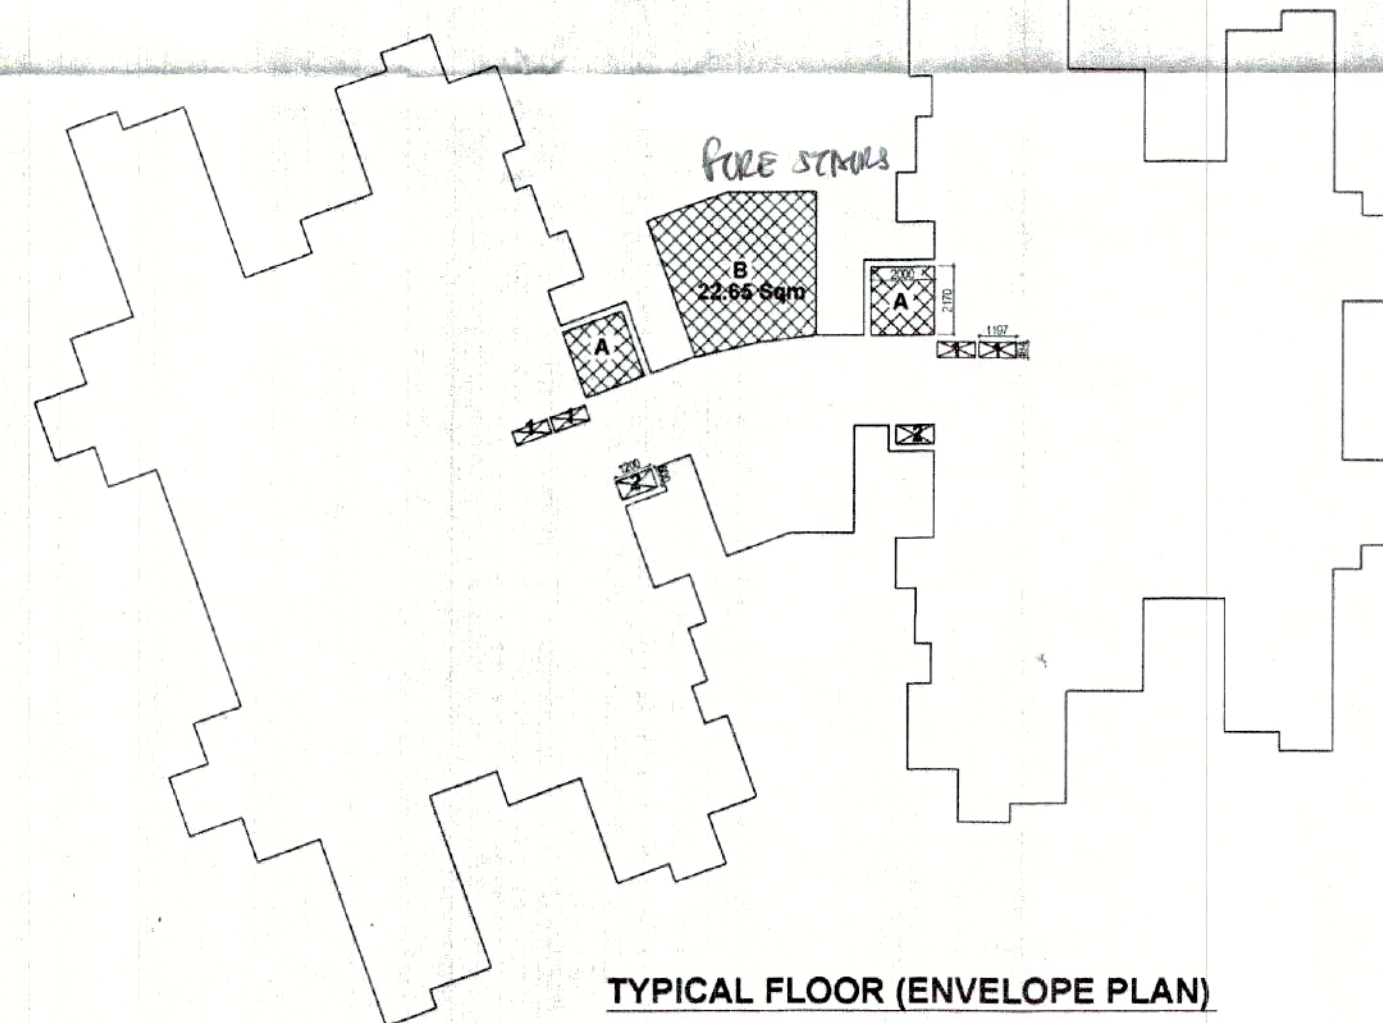 FIRE STAIRS
B
22.65 Sqm
2000
A
2170
A
1197
1 1
1 1
2
1200
2
TYPICAL FLOOR (ENVELOPE PLAN)